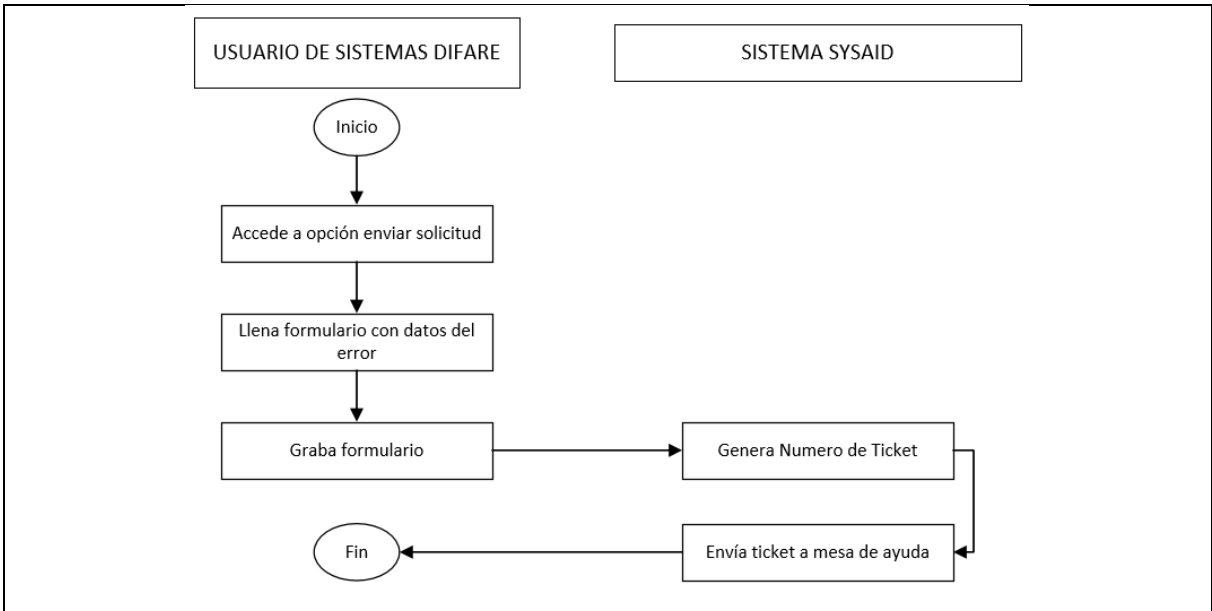 USUARIO DE SISTEMAS DIFARE
SISTEMA SYSAID
Inicio
Accede a opción enviar solicitud
Llena formulario con datos del
error
Graba formulario
Genera Numero de Ticket
Envía ticket a mesa de ayuda
Fin